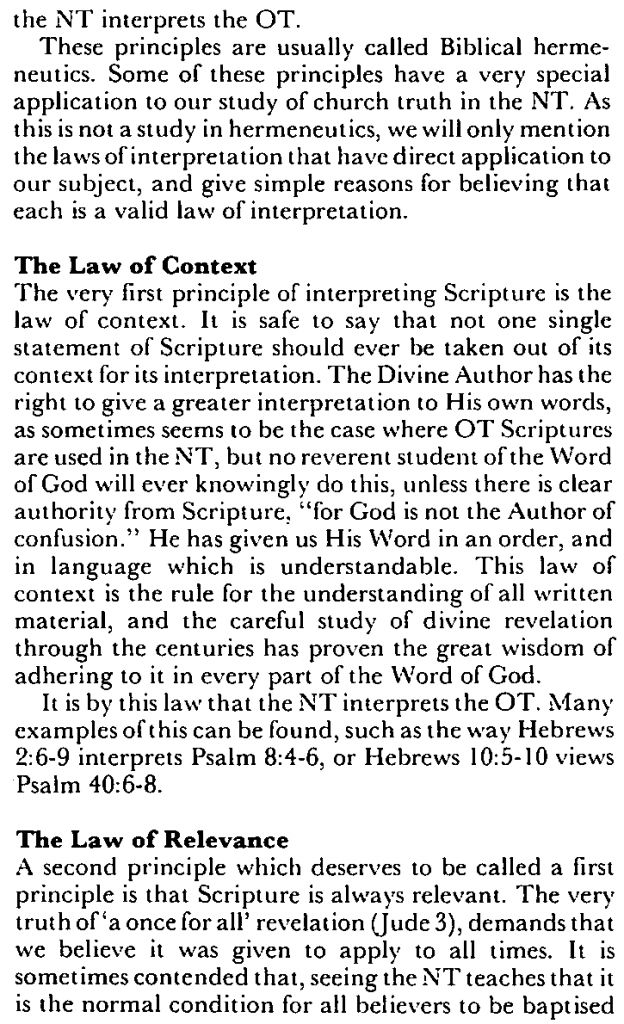 the NT interprets the OT.
These principles are usually called Biblical herme-
neutics. Some of these principles have a very special
application to our study of church truth in the NT. As
this is not a study in hermeneutics, we will only mention
the laws of interpretation that have direct application to
our subject, and give simple reasons for believing that
each is a valid law of interpretation.
The Law of Context
The very first principle of interpreting Scripture is the
law of context. It is safe to say that not one single
statement of Scripture should ever be taken out of its
context for its interpretation. The Divine Author has the
right to give a greater interpretation to His own words,
as sometimes seems to be the case where OT Scriptures
are used in the NT, but no reverent student of the Word
of God will ever knowingly do this, unless there is clear
authority from Scripture, “for God is not the Author of
confusion.” He has given us His Word in an order, and
in language which is understandable. This law of
context is the rule for the understanding of all written
material, and the careful study of divine revelation
through the centuries has proven the great wisdom of
adhering to it in every part of the Word of God.
It is by this law that the NT interprets the OT. Many
examples of this can be found, such as the way Hebrews
2:6-9 interprets Psalm 8:4-6, or Hebrews 10:5-10 views
Psalm 40:6-8.
The Law of Relevance
A second principle which deserves to be called a first
principle is that Scripture is always relevant. The very
truth of ‘a once for all’ revelation (Jude 3), demands that
we believe it was given to apply to all times. It is
sometimes contended that, seeing the NT teaches that it
is the normal condition for all believers to be baptised